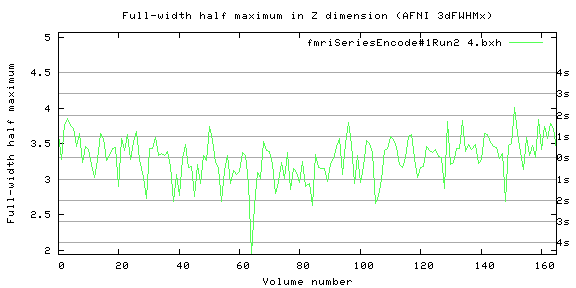 Full-width half maximum in Z dimension (AFNI 3dFWHMx)
fmriSeriesEncode#1Run2 4.bxh
Full-width half maximum
5
4.5
4
3.5
3
2.5
2
4s
3s
2s
1s
0s
1s
2s
3s
4s
0 20 40 60 80 100 120 140 160
Volume number